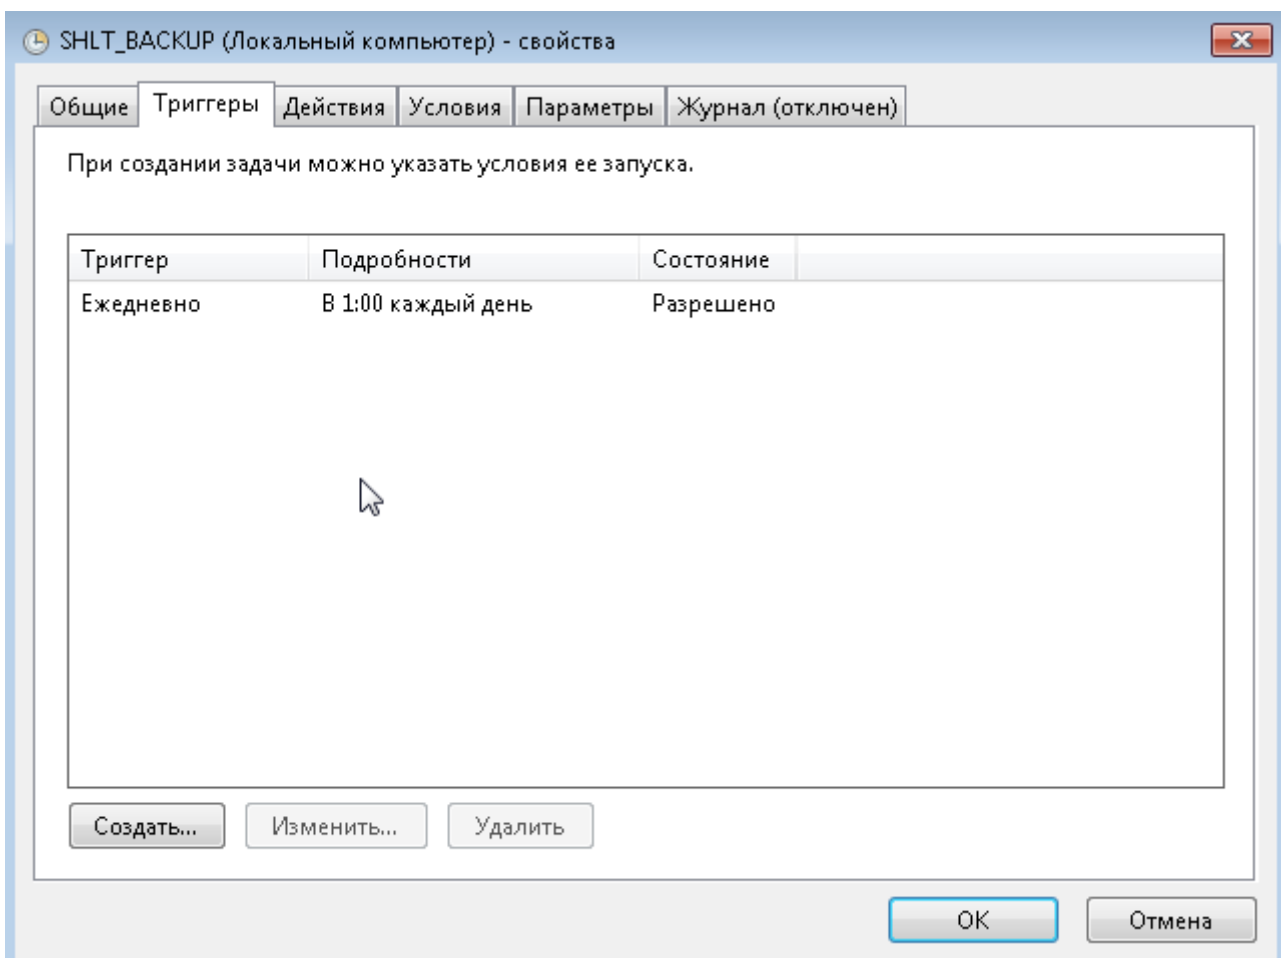 SHLT_BACKUP (Локальный компьютер) - свойства
Общие Триггеры Действия Условия Параметры Журнал (отключен)
При создании задачи можно указать условия ее запуска.
Триггер Подробности Состояние
Ежедневно В 1:00 каждый день Разрешено
Создать... Изменить... Удалить
ОК Отмена